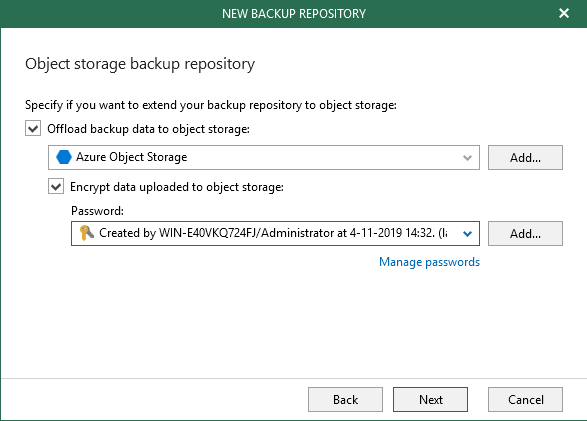 NEW BACKUP REPOSITORY
Object storage backup repository
Specify if you want to extend your backup repository to object storage:
Offload backup data to object storage:
Azure Object Storage
Add...
Encrypt data uploaded to object storage:
Password:
Created by WIN-E40VKQ724FJ/Administrator at 4-11-2019 14:32. (la
Add...
Manage passwords
Back
Next
Cancel